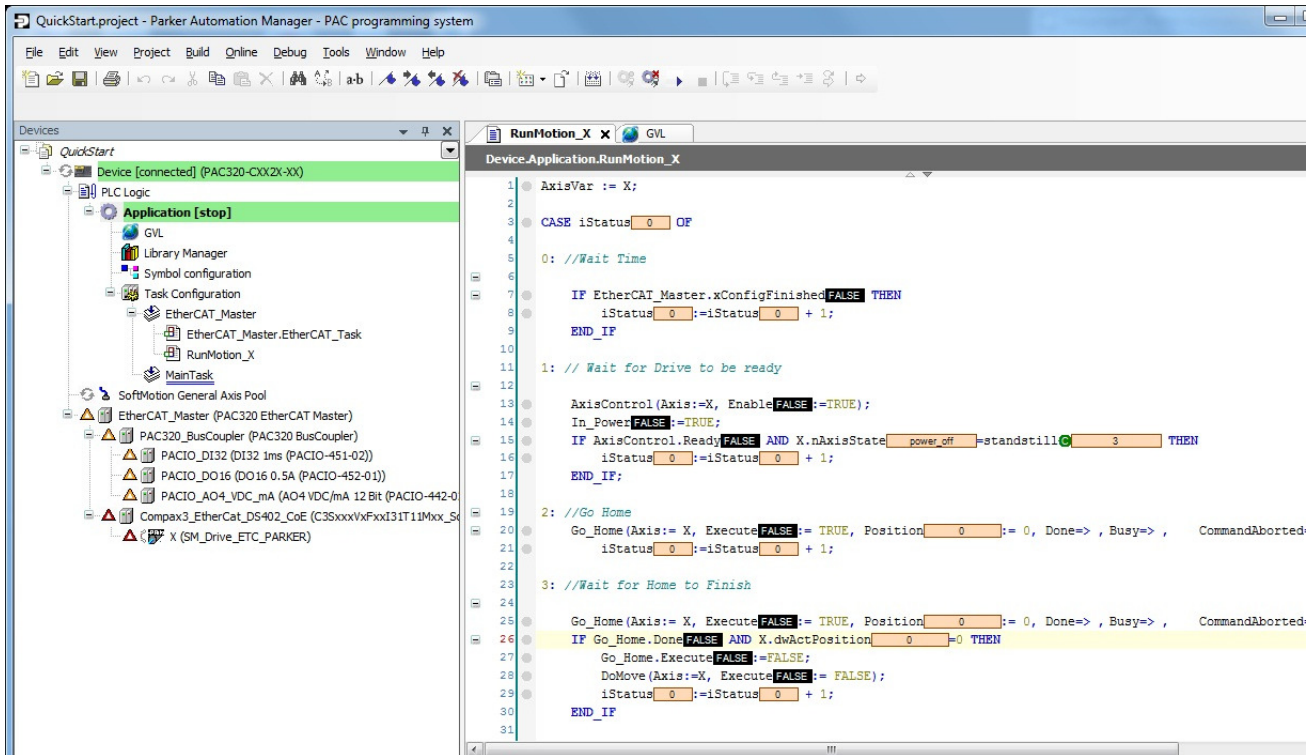 QuickStart.project - Parker Automation Manager - PAC programming system
File Edit View Project Build Online Debug Tools Window Help
Devices
QuickStart
Device [connected] (PAC320-CXX2X-XX)
PLC Logic
Application [stop]
GVL
Library Manager
Symbol configuration
Task Configuration
EtherCAT_Master
EtherCAT_Master.EtherCAT_Task
RunMotion_X
MainTask
SoftMotion General Axis Pool
EtherCAT_Master (PAC320 EtherCAT Master)
PAC320_BusCoupler (PAC320 BusCoupler)
PACIO_DI32 (DI32 1ms (PACIO-451-02))
PACIO_DO16 (DO16 0.5A (PACIO-452-01))
PACIO_AO4_VDC_mA (AO4 VDC/mA 12 Bit (PACIO-442-0
Compax3_EtherCat_DS402_CoE (C3SxxxVxFxxI31T11Mxx_So
X (SM_Drive_ETC_PARKER)
RunMotion_X X GVL
Device.Application.RunMotion_X
1 AxisVar := X;
2
3 CASE iStatus 0 OF
4
5 0: //Wait Time
6
7 IF EtherCAT_Master.xConfigFinished FALSE THEN
8 iStatus 0 :=iStatus 0 + 1;
9 END_IF
10
11 1: // Wait for Drive to be ready
12
13 AxisControl(Axis:=X, Enable FALSE :=TRUE);
14 In_Power FALSE :=TRUE;
15 IF AxisControl.Ready FALSE AND X.nAxisState power_off =standstill C 3 THEN
16 iStatus 0 :=iStatus 0 + 1;
17 END_IF;
18
19 2: //Go Home
20 Go_Home(Axis:= X, Execute FALSE := TRUE, Position 0 := 0, Done=> , Busy=> , CommandAborted=
21 iStatus 0 :=iStatus 0 + 1;
22
23 3: //Wait for Home to Finish
24
25 Go_Home(Axis:= X, Execute FALSE := TRUE, Position 0 := 0, Done=> , Busy=> , CommandAborted=
26 IF Go_Home.Done FALSE AND X.dwActPosition 0 =0 THEN
27 Go_Home.Execute FALSE :=FALSE;
28 DoMove(Axis:=X, Execute FALSE := FALSE);
29 iStatus 0 :=iStatus 0 + 1;
30 END_IF
31